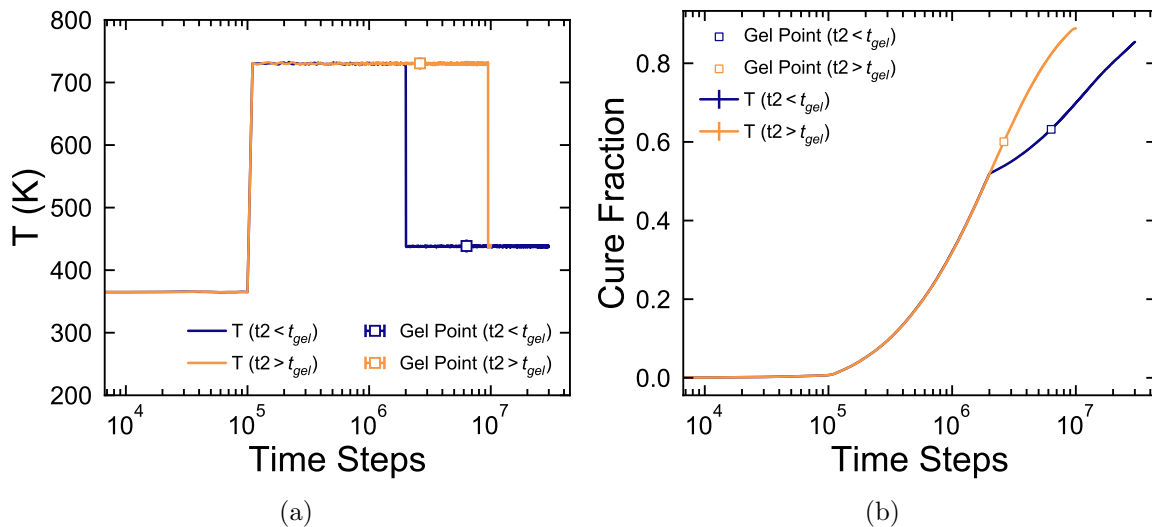 800
700
600
500
400
300
200
T (K)
T (t2 < t_gel)
T (t2 > t_gel)
Gel Point (t2 < t_gel)
Gel Point (t2 > t_gel)
10^4
10^5
10^6
10^7
Time Steps
(a)
0.8
0.6
0.4
0.2
0.0
Cure Fraction
Gel Point (t2 < t_gel)
Gel Point (t2 > t_gel)
T (t2 < t_gel)
T (t2 > t_gel)
10^4
10^5
10^6
10^7
Time Steps
(b)